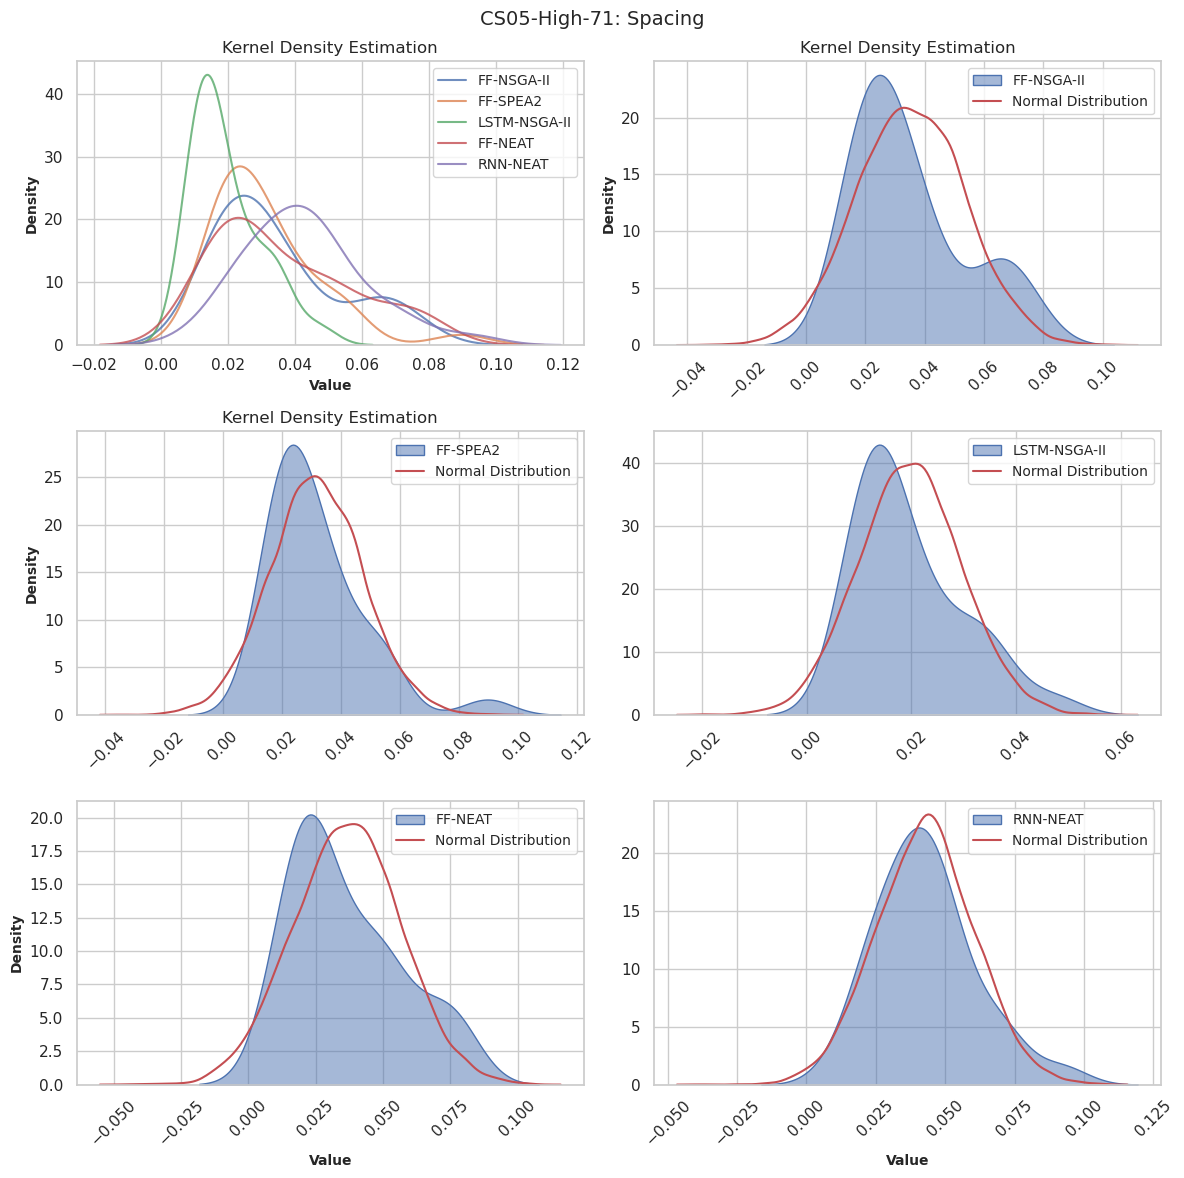 CS05-High-71: Spacing
Kernel Density Estimation
FF-NSGA-II
FF-SPEA2
LSTM-NSGA-II
FF-NEAT
RNN-NEAT
40
30
20
10
0
Density
−0.02 0.00 0.02 0.04 0.06 0.08 0.10 0.12
Value
Kernel Density Estimation
FF-NSGA-II
Normal Distribution
20
15
10
5
0
Density
−0.04 −0.02 0.00 0.02 0.04 0.06 0.08 0.10
Kernel Density Estimation
FF-SPEA2
Normal Distribution
25
20
15
10
5
0
Density
−0.04 −0.02 0.00 0.02 0.04 0.06 0.08 0.10 0.12
LSTM-NSGA-II
Normal Distribution
40
30
20
10
0
−0.02 0.00 0.02 0.04 0.06
FF-NEAT
Normal Distribution
20.0
17.5
15.0
12.5
10.0
7.5
5.0
2.5
0.0
Density
−0.050 −0.025 0.000 0.025 0.050 0.075 0.100
Value
RNN-NEAT
Normal Distribution
20
15
10
5
0
−0.050 −0.025 0.000 0.025 0.050 0.075 0.100 0.125
Value